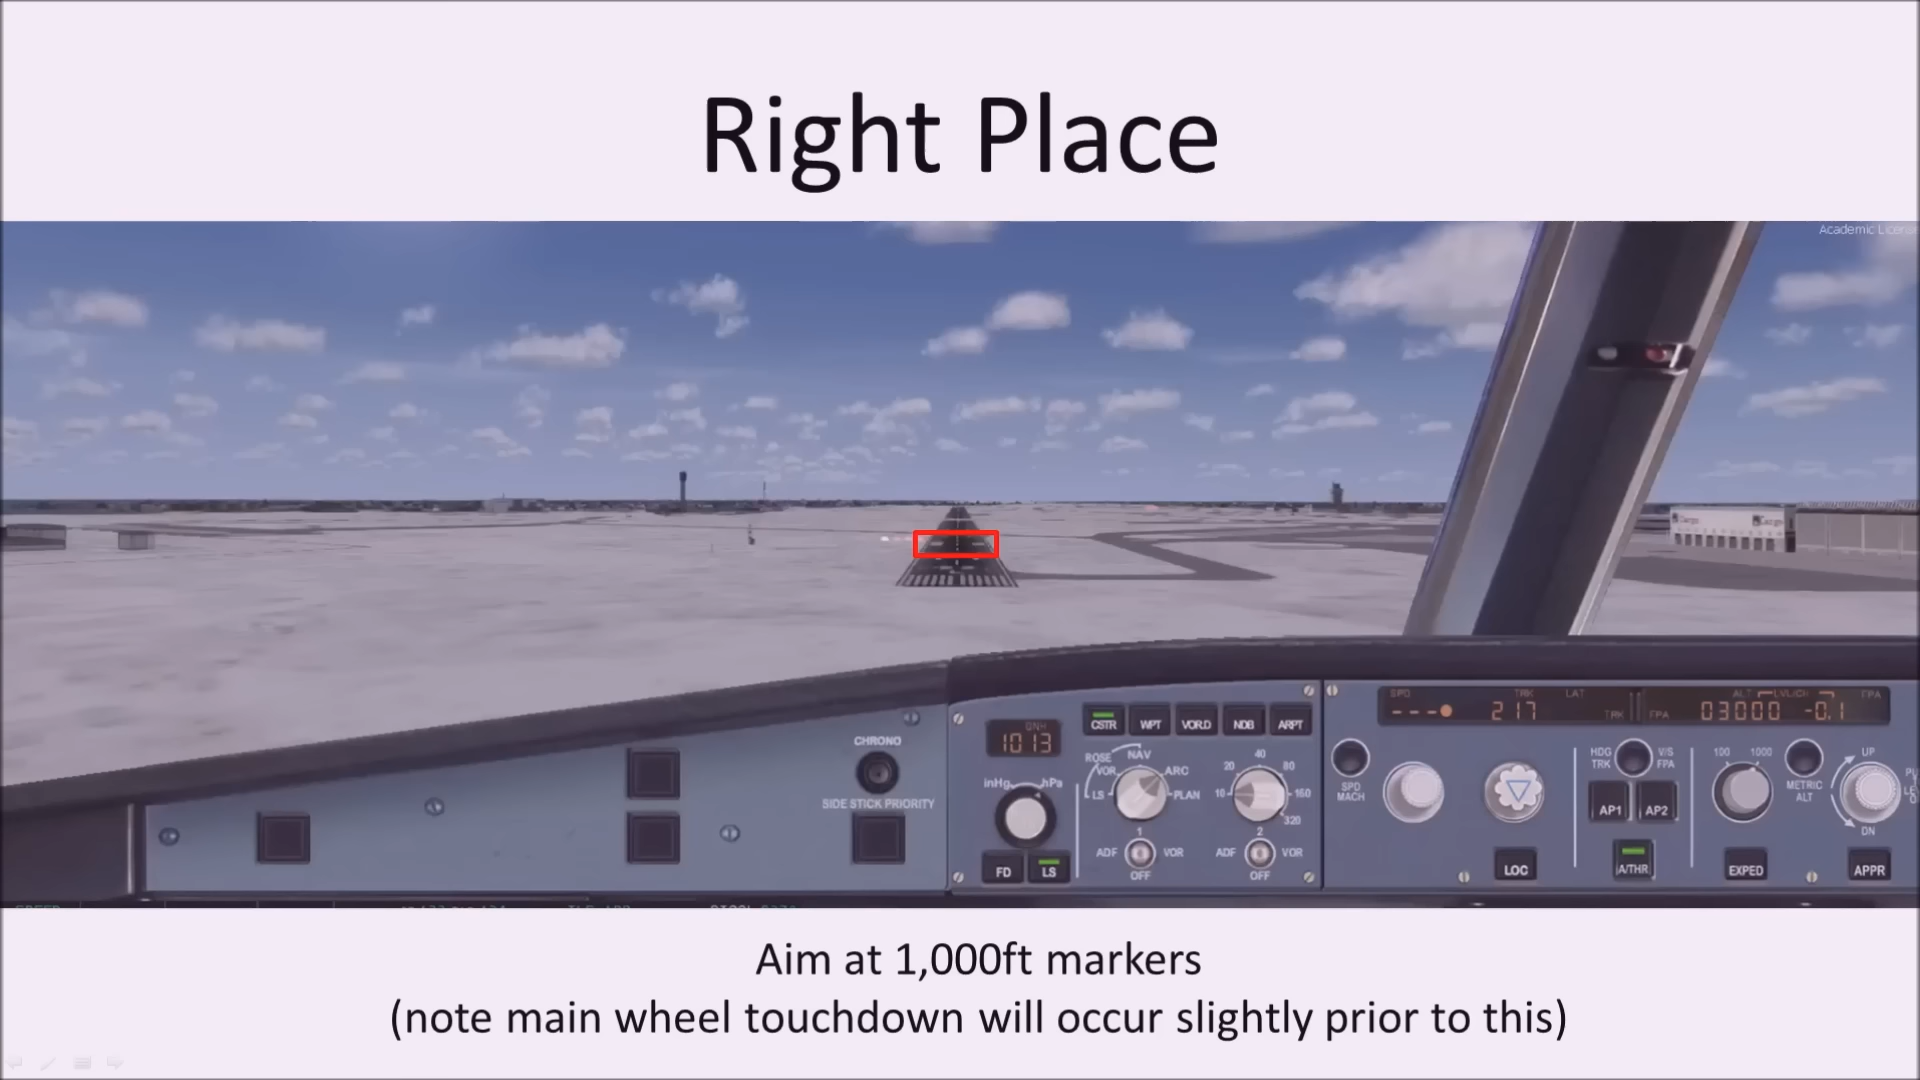 Right Place
Academic License
SPD TRK LAT ALT LVL/CH FPA
---● 217 TRK FPA 03000 -0.1
QNH
1013
CSTR WPT VOR.D NDB ARPT
CHRONO
SIDE STICK PRIORITY
inHg hPa
ROSE NAV
VOR ARC
LS PLAN
10 20 40 80 160 320
1 2
ADF VOR ADF VOR
OFF OFF
FD LS
SPD
MACH
HDG V/S
TRK FPA
100 1000
METRIC
ALT
UP
DN
AP1 AP2
LOC A/THR EXPED APPR
Cargo Cargo
Aim at 1,000ft markers
(note main wheel touchdown will occur slightly prior to this)